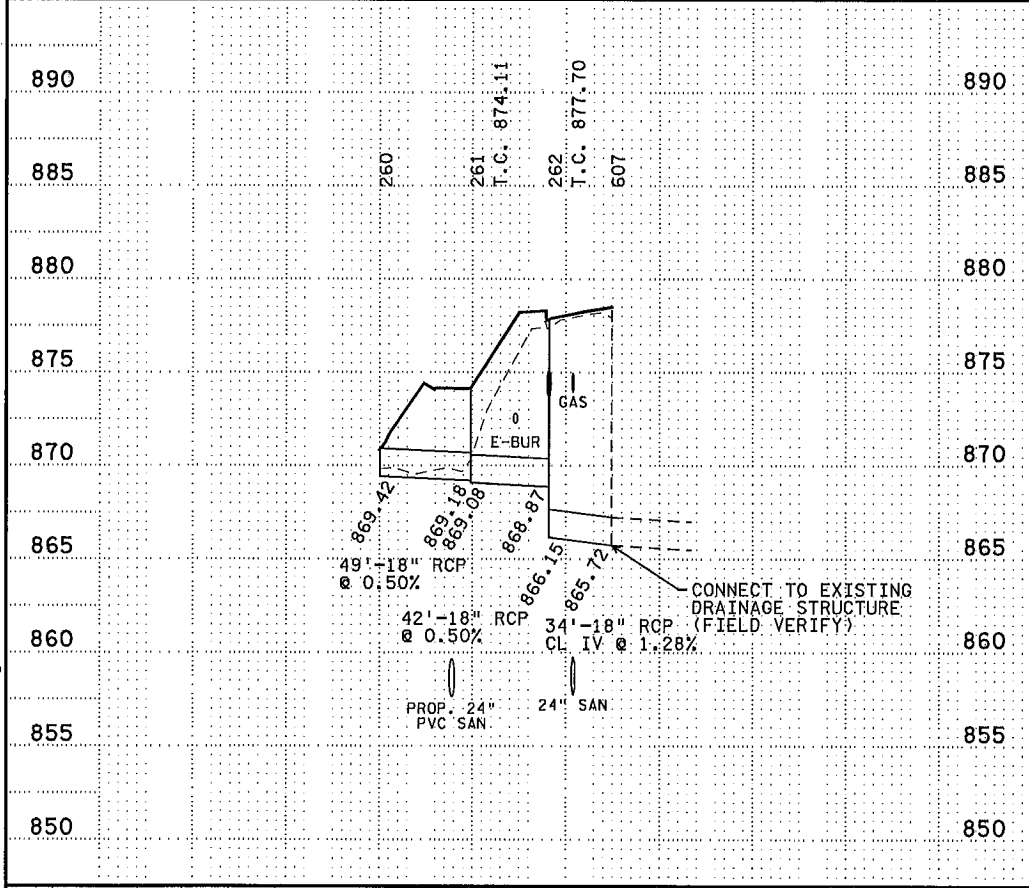 890
890
260
261
T.C. 874.11
262
T.C. 877.70
607
885
885
880
880
875
875
GAS
E-BUR
870
870
869.42
869.18
869.08
868.87
866.15
865.72
865
865
49'-18" RCP
@ 0.50%
42'-18" RCP
@ 0.50%
34'-18" RCP
CL IV @ 1.28%
CONNECT TO EXISTING
DRAINAGE STRUCTURE
(FIELD VERIFY)
860
860
PROP. 24"
PVC SAN
24" SAN
855
855
850
850